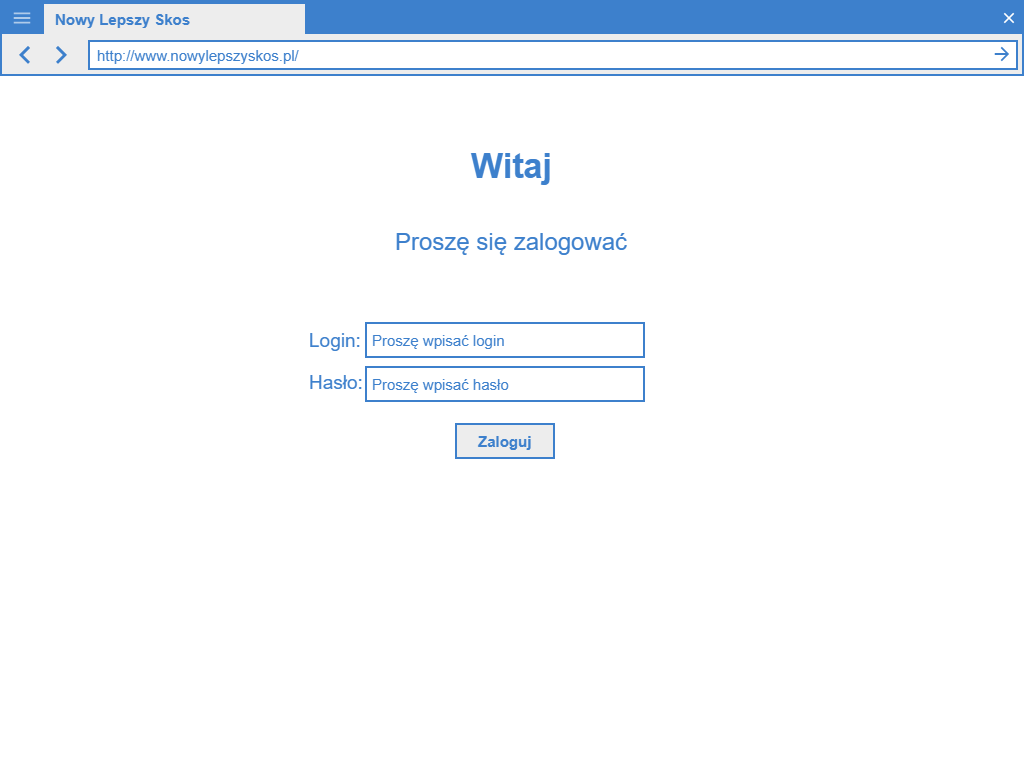 Nowy Lepszy Skos
http://www.nowylepszyskos.pl/
Witaj
Proszę się zalogować
Login: Proszę wpisać login
Hasło: Proszę wpisać hasło
Zaloguj